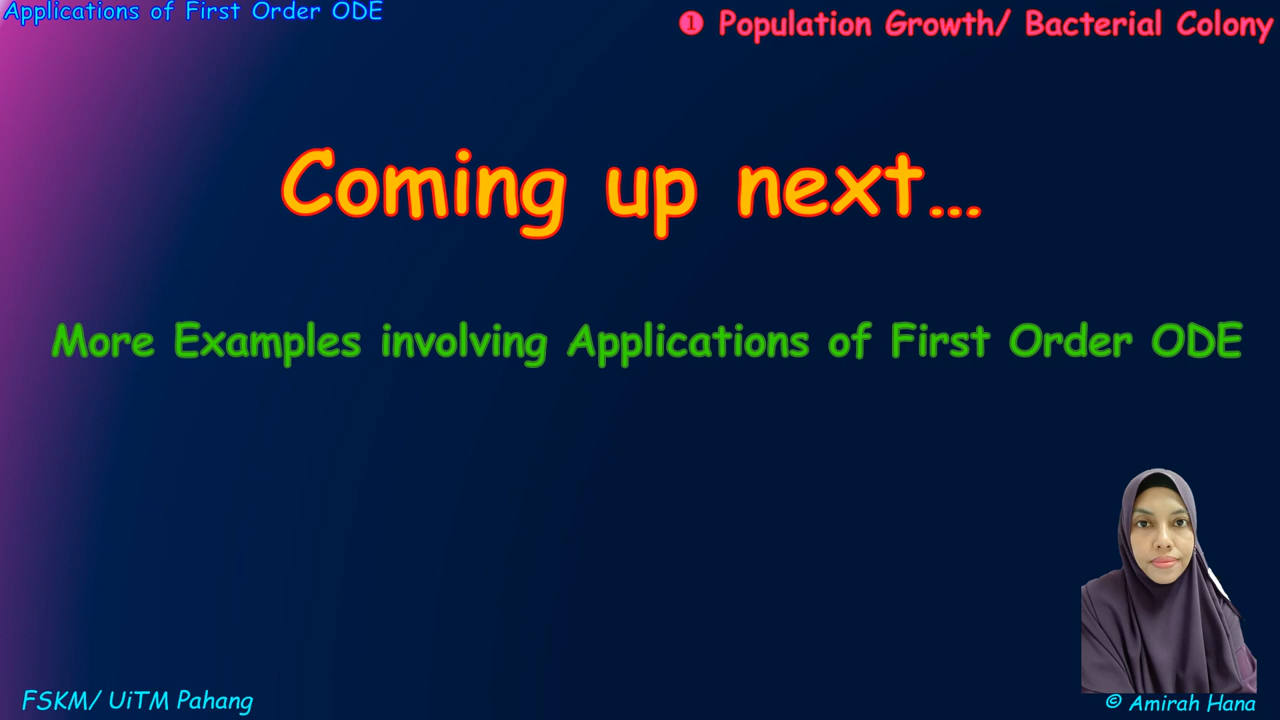 Applications of First Order ODE
❶ Population Growth/ Bacterial Colony
Coming up next...
More Examples involving Applications of First Order ODE
FSKM/ UiTM Pahang
© Amirah Hana